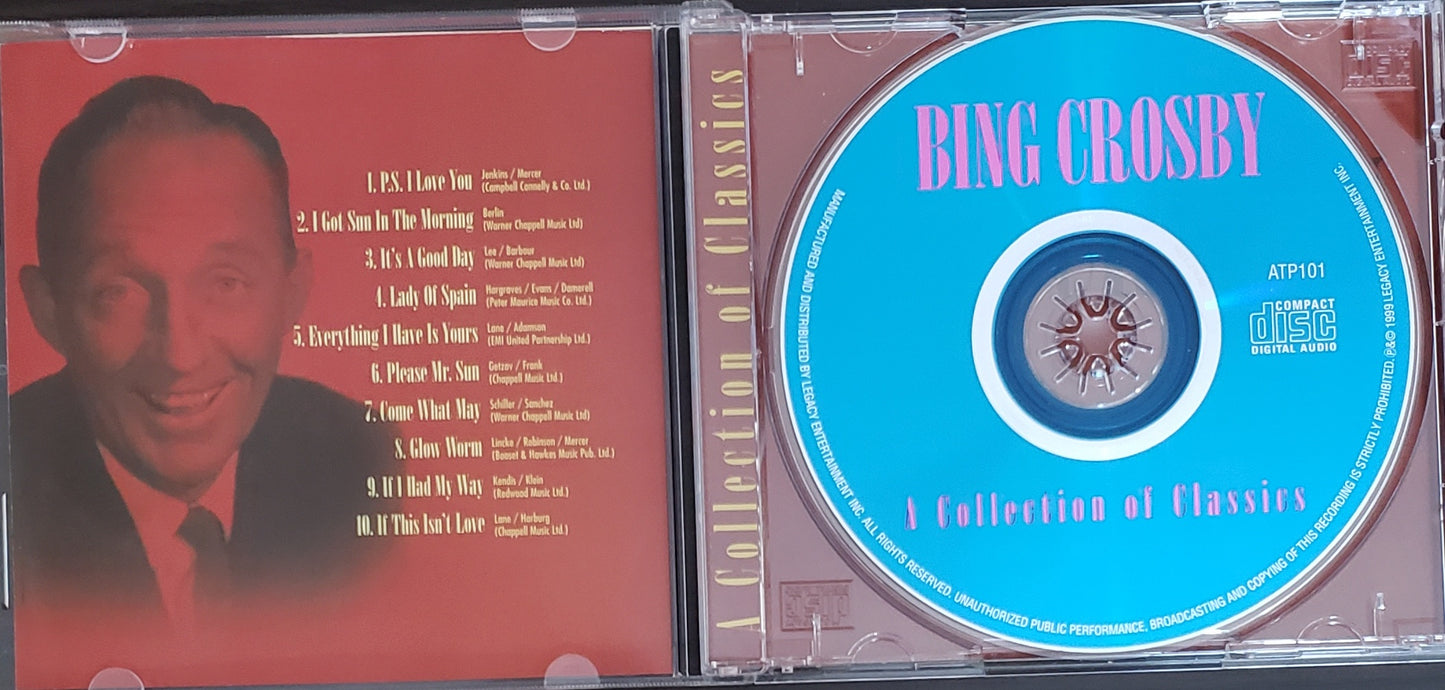 1. P.S. I Love You Jenkins / Mercer
(Campbell Connelly & Co. Ltd.)
2. I Got Sun In The Morning Berlin
(Warner Chappell Music Ltd)
3. It's A Good Day Lee / Barbour
(Warner Chappell Music Ltd)
4. Lady Of Spain Hargraves / Evans / Damerell
(Peter Maurice Music Co. Ltd.)
5. Everything I Have Is Yours Lane / Adamson
(EMI United Partnership Ltd.)
6. Please Mr. Sun Getzov / Frank
(Chappell Music Ltd.)
7. Come What May Schiller / Sanchez
(Warner Chappell Music Ltd)
8. Glow Worm Lincke / Robinson / Mercer
(Boosel & Hawkes Music Pub. Ltd.)
9. If I Had My Way Kendis / Klein
(Redwood Music Ltd.)
10. If This Isn't Love Lane / Harburg
(Chappell Music Ltd.)
A Collection of Classics
BING CROSBY
ATP101
COMPACT
disc
DIGITAL AUDIO
A Collection of Classics
MANUFACTURED AND DISTRIBUTED BY LEGACY ENTERTAINMENT INC. ALL RIGHTS RESERVED. UNAUTHORIZED PUBLIC PERFORMANCE, BROADCASTING AND COPYING OF THIS RECORDING IS STRICTLY PROHIBITED. ℗&© 1999 LEGACY ENTERTAINMENT INC.
COMPACT
disc